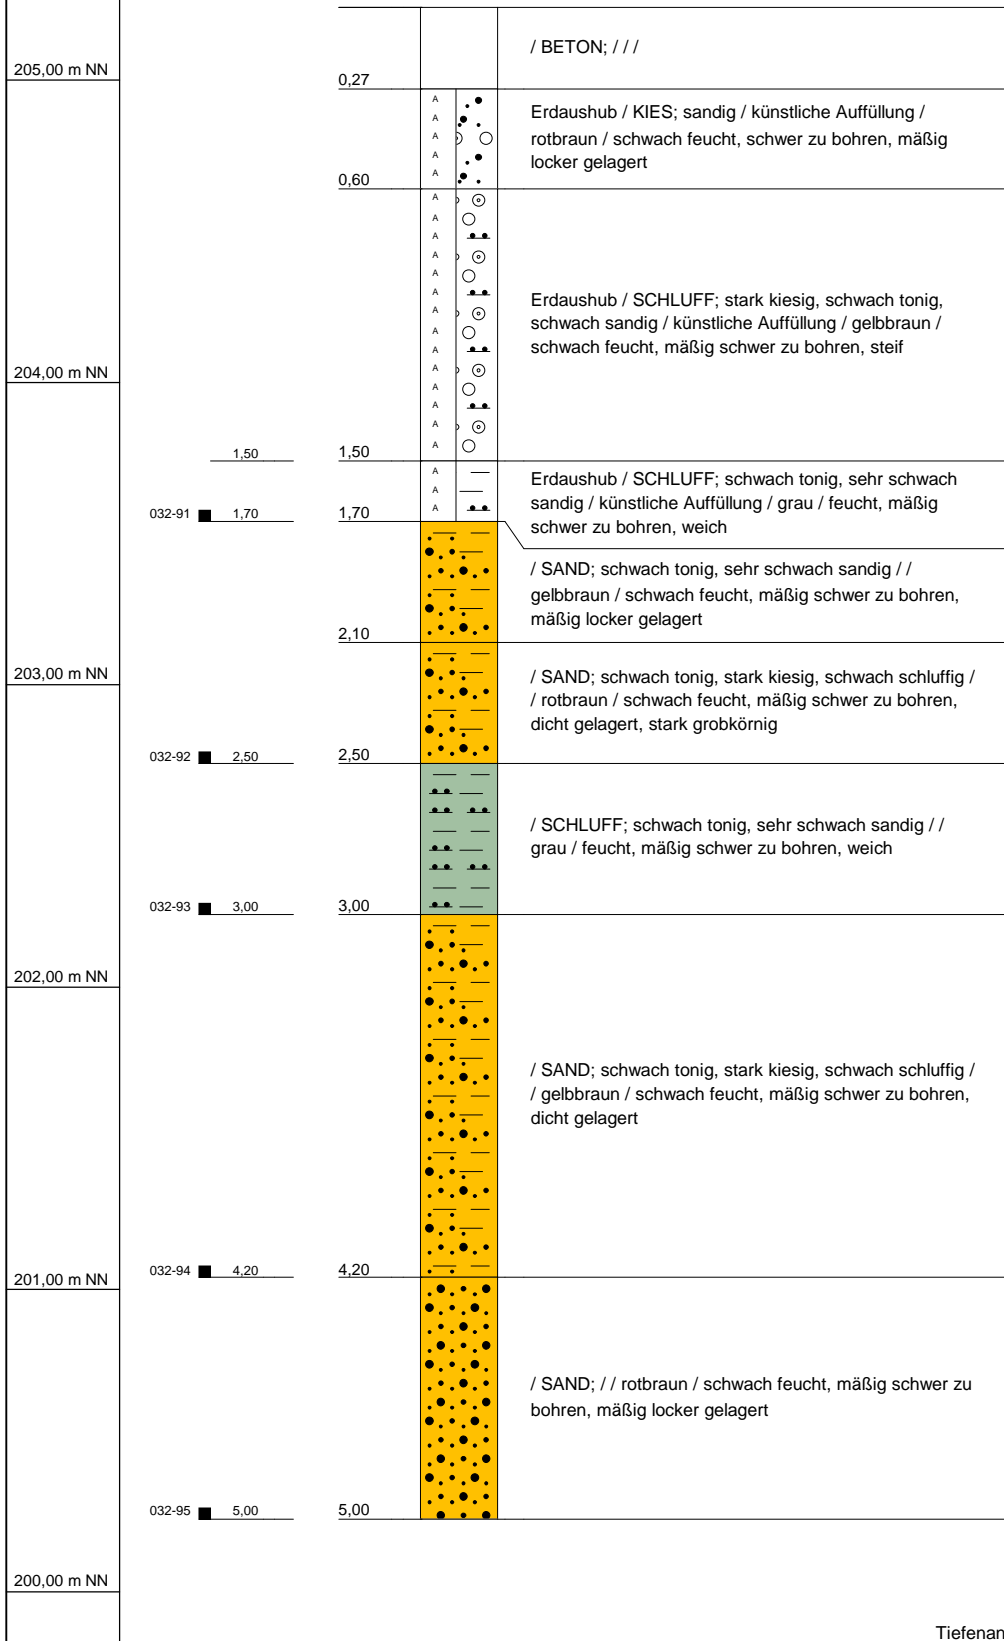 / BETON; / / /
205,00 m NN
0,27
A
Erdaushub / KIES; sandig / künstliche Auffüllung /
A
rotbraun / schwach feucht, schwer zu bohren, mäßig
A
locker gelagert
A
A
0,60
A
A
A
A
A
A
Erdaushub / SCHLUFF; stark kiesig, schwach tonig,
A
schwach sandig / künstliche Auffüllung / gelbbraun /
A
schwach feucht, mäßig schwer zu bohren, steif
A
204,00 m NN
A
A
A
A
A
1,50
1,50
A
Erdaushub / SCHLUFF; schwach tonig, sehr schwach
A
sandig / künstliche Auffüllung / grau / feucht, mäßig
A
032-91 1,70
1,70
schwer zu bohren, weich
/ SAND; schwach tonig, sehr schwach sandig / /
gelbbraun / schwach feucht, mäßig schwer zu bohren,
mäßig locker gelagert
2,10
203,00 m NN
/ SAND; schwach tonig, stark kiesig, schwach schluffig /
/ rotbraun / schwach feucht, mäßig schwer zu bohren,
dicht gelagert, stark grobkörnig
032-92 2,50
2,50
/ SCHLUFF; schwach tonig, sehr schwach sandig / /
grau / feucht, mäßig schwer zu bohren, weich
032-93 3,00
3,00
202,00 m NN
/ SAND; schwach tonig, stark kiesig, schwach schluffig /
/ gelbbraun / schwach feucht, mäßig schwer zu bohren,
dicht gelagert
032-94 4,20
4,20
201,00 m NN
/ SAND; / / rotbraun / schwach feucht, mäßig schwer zu
bohren, mäßig locker gelagert
032-95 5,00
5,00
200,00 m NN
Tiefenan